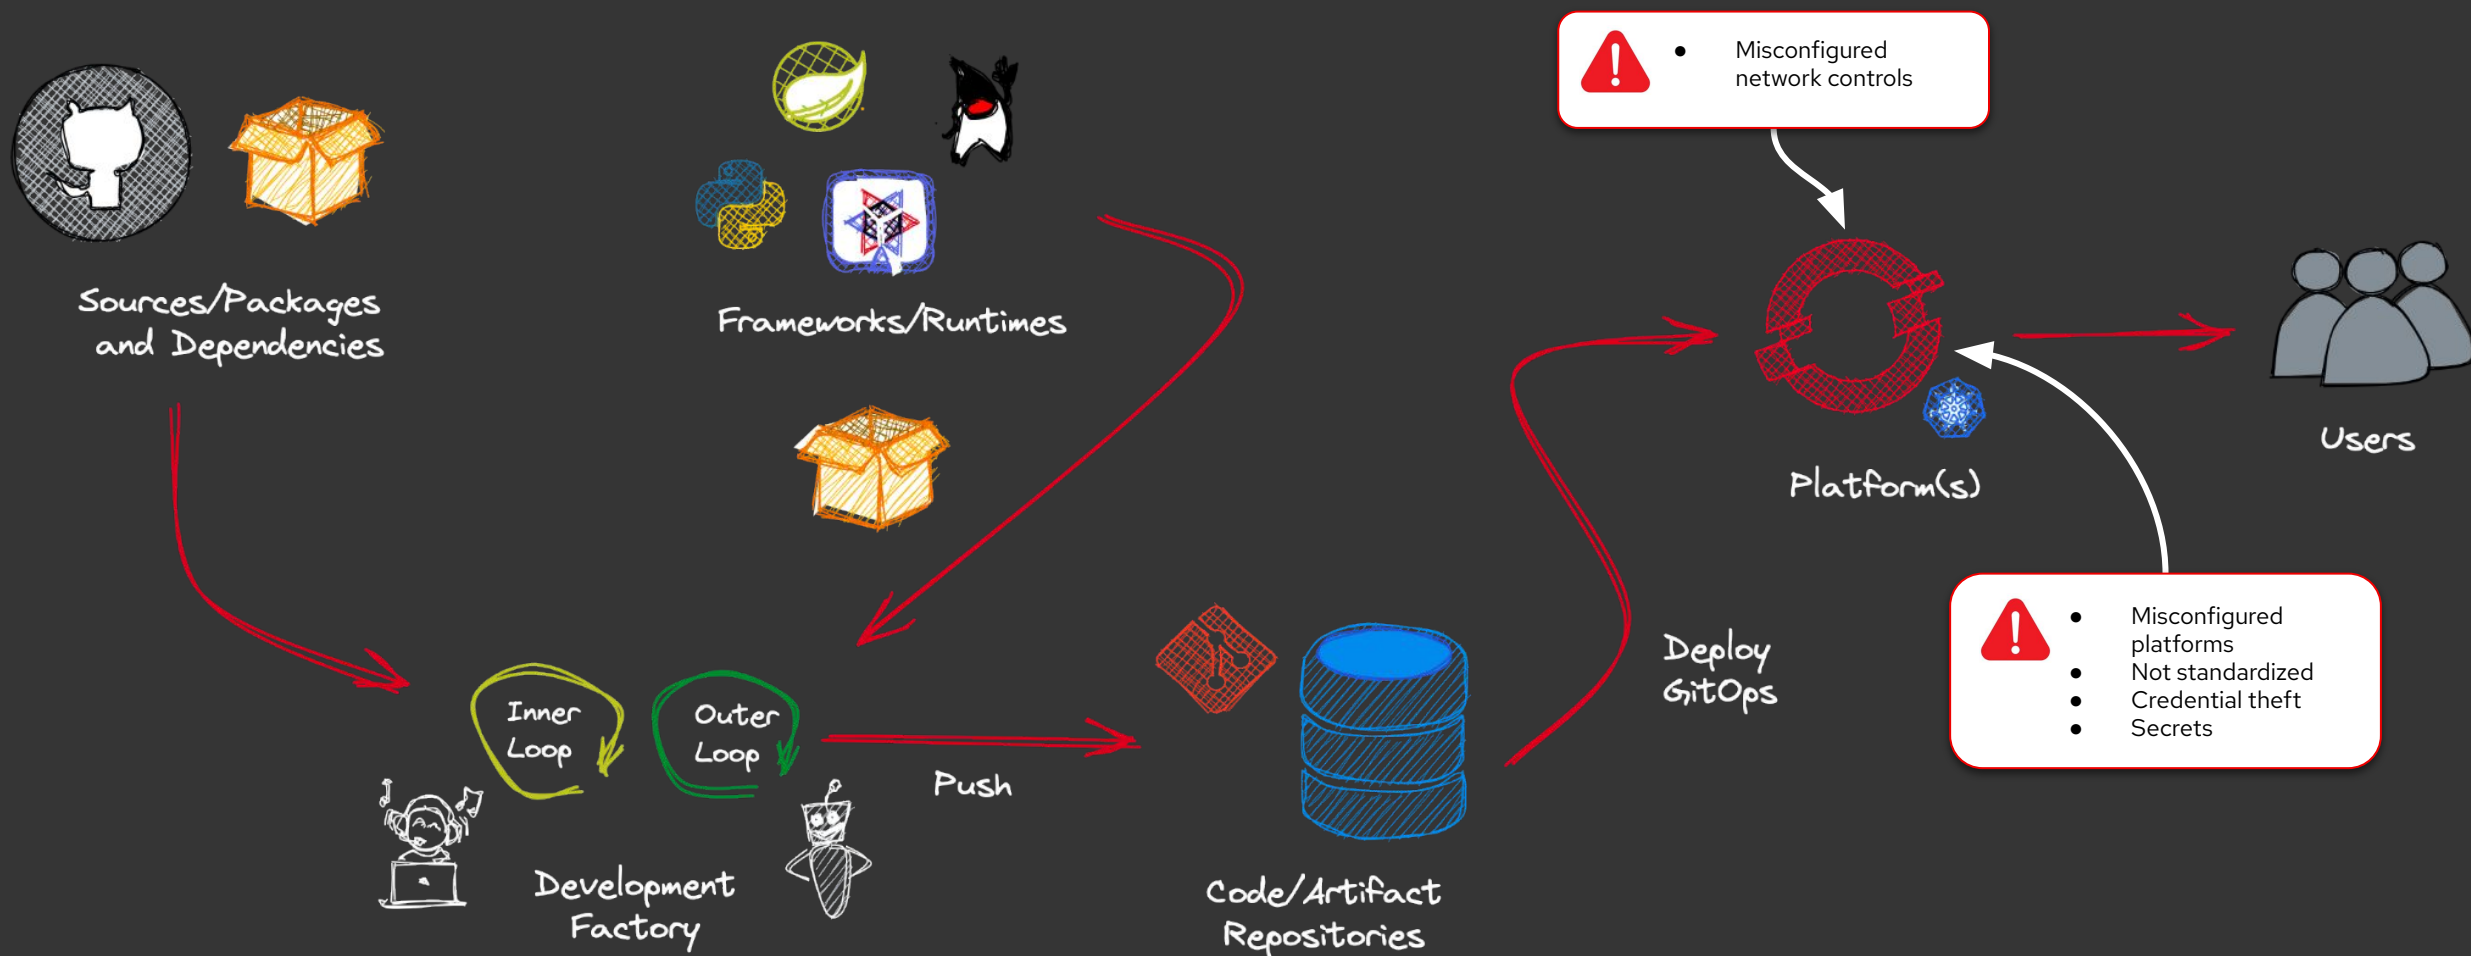 Misconfigured
network controls
Sources/Packages
and Dependencies
Frameworks/Runtimes
Platform(s)
Users
Misconfigured
platforms
Not standardized
Credential theft
Secrets
Deploy
GitOps
Inner
Loop
Outer
Loop
Push
Development
Factory
Code/Artifact
Repositories